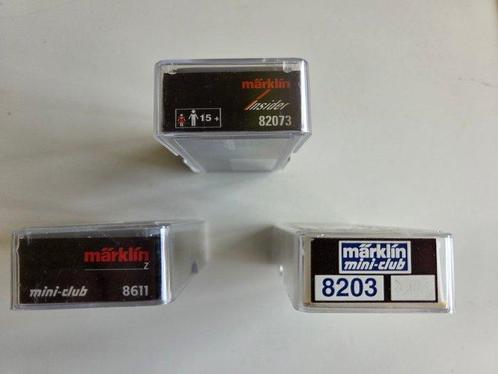 märklin
Insider
15+
82073
märklin
Z
mini-club 8611
märklin
mini-club
8203